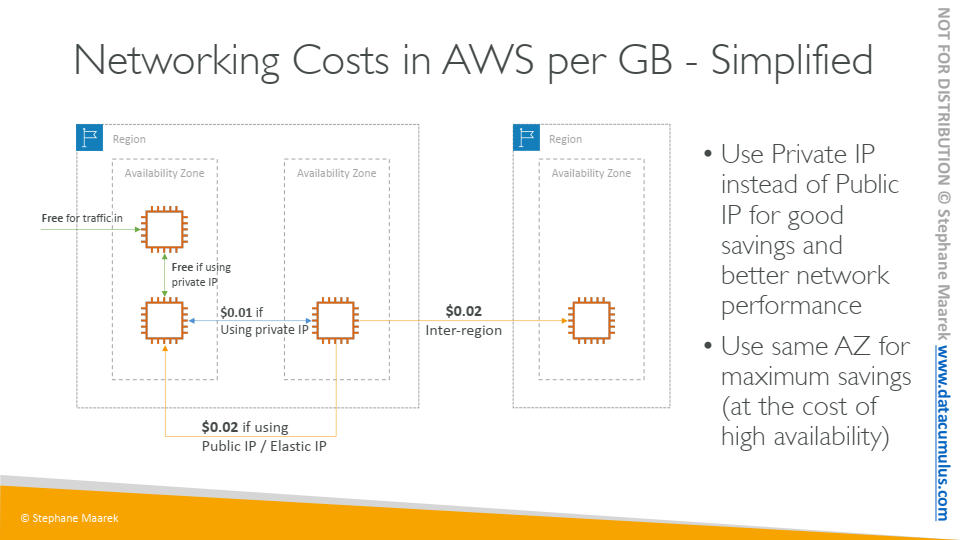 Networking Costs in AWS per GB - Simplified
Region
Availability Zone
Availability Zone
Free for traffic in
Free if using
private IP
$0.01 if
Using private IP
$0.02 if using
Public IP / Elastic IP
$0.02
Inter-region
Region
Availability Zone
• Use Private IP
instead of Public
IP for good
savings and
better network
performance
• Use same AZ for
maximum savings
(at the cost of
high availability)
NOT FOR DISTRIBUTION © Stephane Maarek www.datacumulus.com
© Stephane Maarek